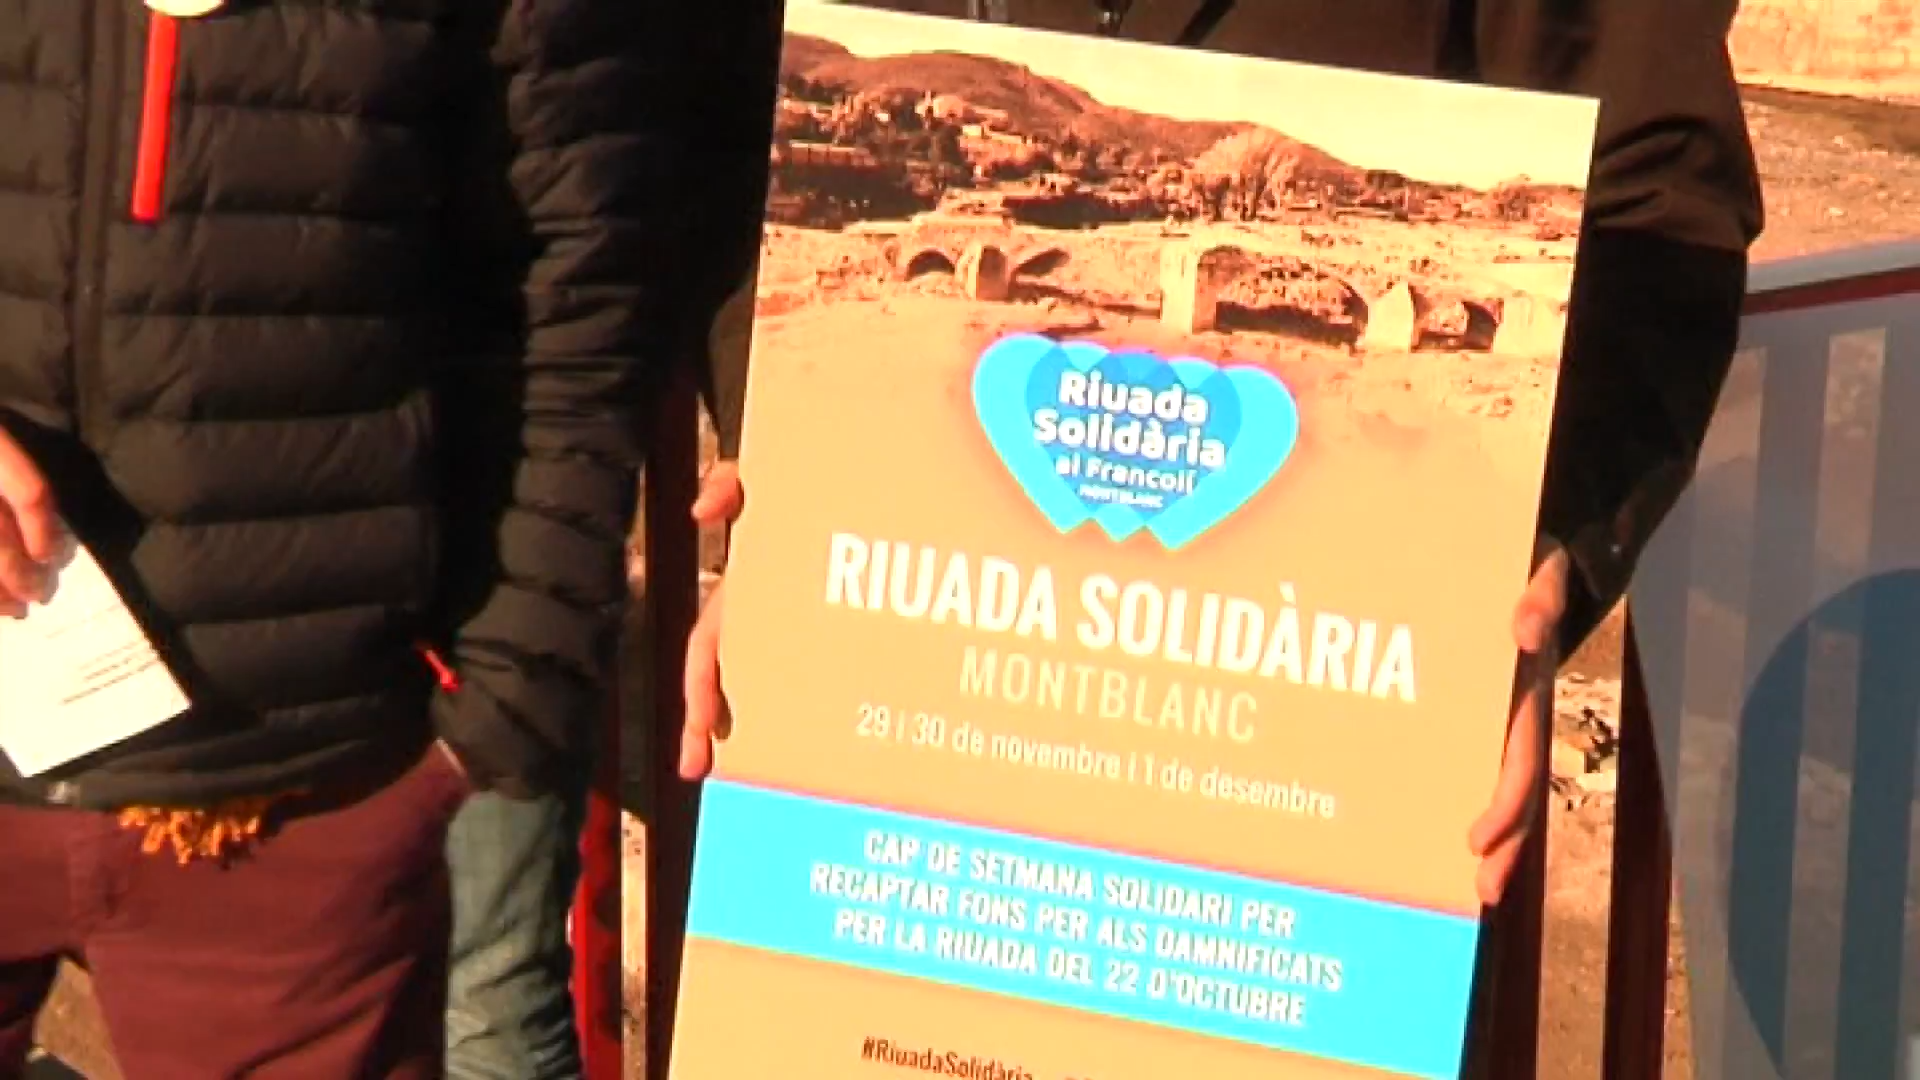 Riuada
Solidària
al Francolí
MONTBLANC
RIUADA SOLIDÀRIA
MONTBLANC
29 i 30 de novembre i 1 de desembre
CAP DE SETMANA SOLIDARI PER
RECAPTAR FONS PER ALS DAMNIFICATS
PER LA RIUADA DEL 22 D'OCTUBRE
#RiuadaSolidària